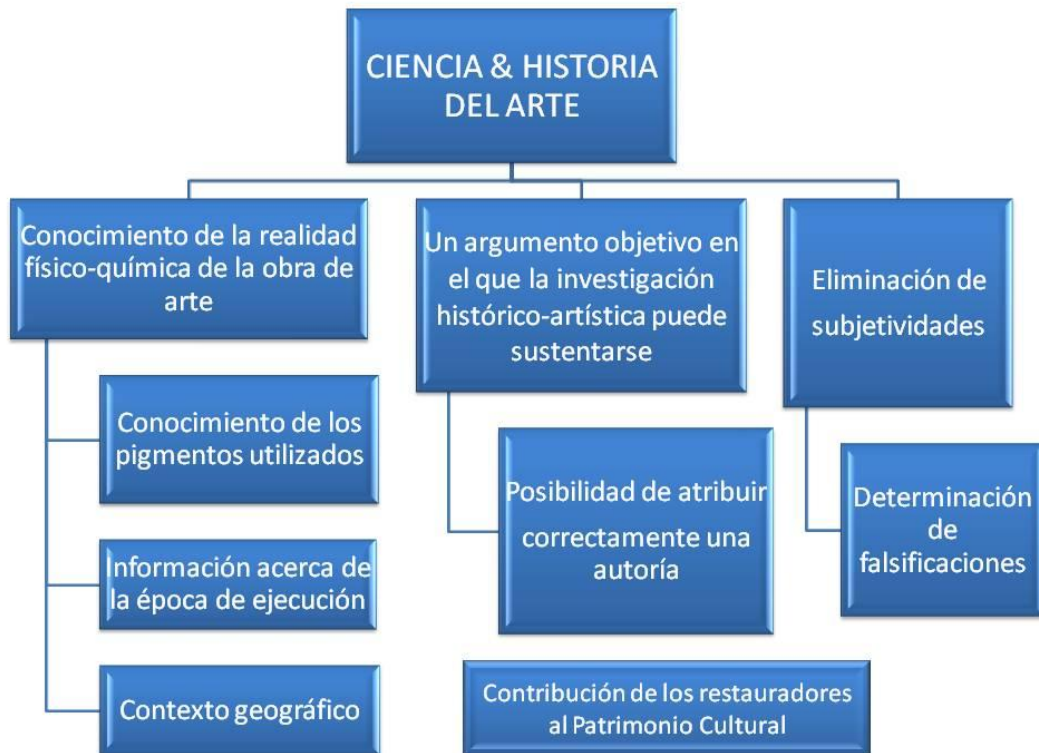 CIENCIA & HISTORIA
DEL ARTE
Conocimiento de la realidad
físico-química de la obra de
arte
Conocimiento de los
pigmentos utilizados
Información acerca de
la época de ejecución
Contexto geográfico
Un argumento objetivo en
el que la investigación
histórico-artística puede
sustentarse
Posibilidad de atribuir
correctamente una
autoría
Eliminación de
subjetividades
Determinación
de
falsificaciones
Contribución de los restauradores
al Patrimonio Cultural